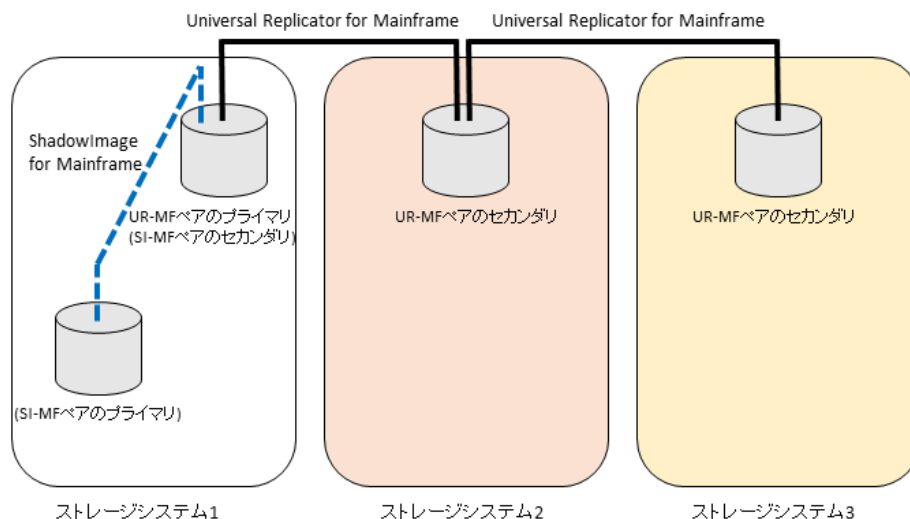 Universal Replicator for Mainframe
Universal Replicator for Mainframe
ShadowImage
for Mainframe
UR-MFペアのプライマリ
(SI-MFペアのセカンダリ)
UR-MFペアのセカンダリ
UR-MFペアのセカンダリ
(SI-MFペアのプライマリ)
ストレージシステム1
ストレージシステム2
ストレージシステム3